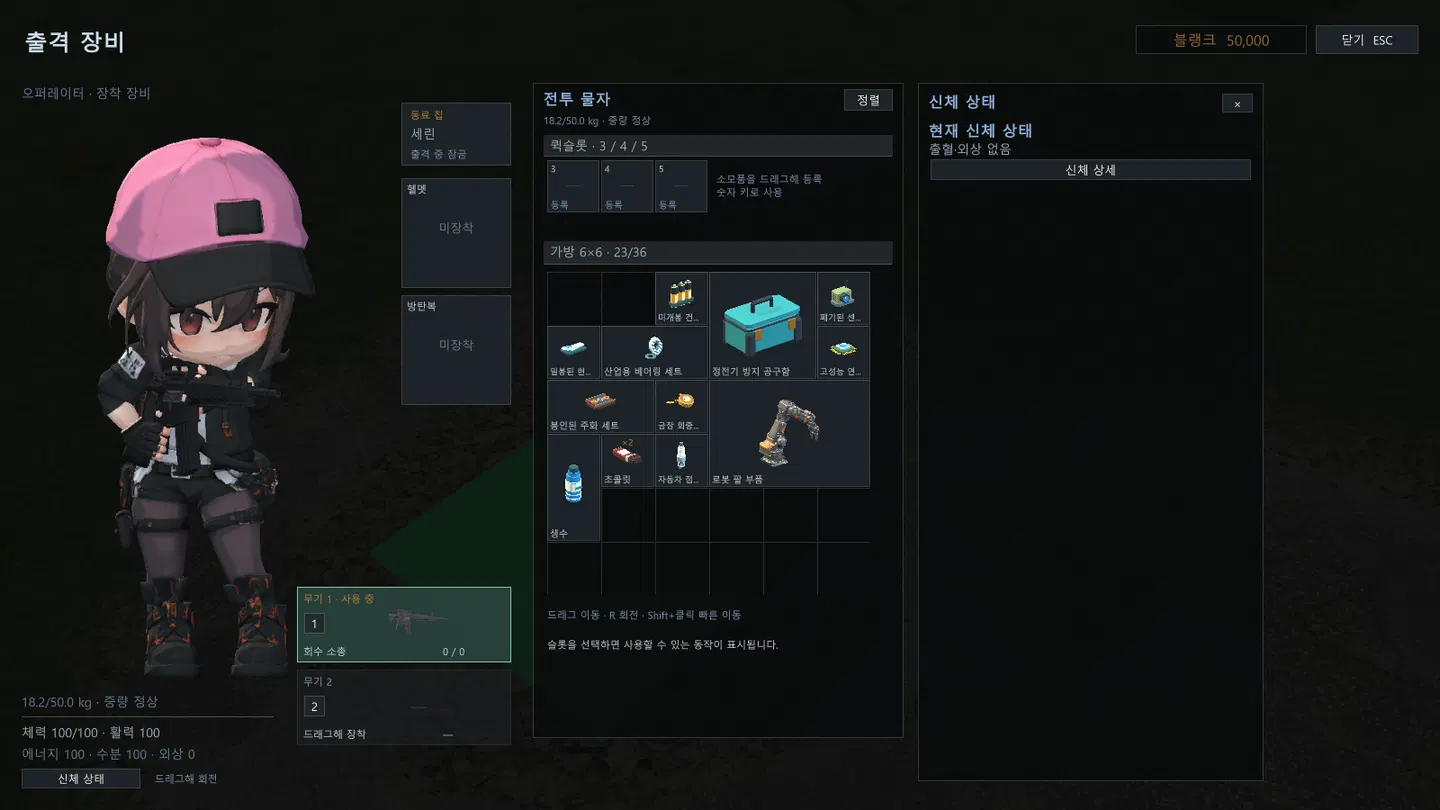 출격 장비
블랭크 50,000
닫기 ESC
오퍼레이터 · 장착 장비
동료 칩
세린
출격 중 잠금
헬멧
미장착
방탄복
미장착
무기 1 · 사용 중
1
회수 소총
0 / 0
무기 2
2
드래그해 장착
—
18.2/50.0 kg · 중량 정상
체력 100/100 · 활력 100
에너지 100 · 수분 100 · 외상 0
신체 상태
드래그해 회전
전투 물자
정렬
18.2/50.0 kg · 중량 정상
퀵슬롯 · 3 / 4 / 5
3
등록
4
등록
5
등록
소모품을 드래그해 등록
숫자 키로 사용
가방 6×6 · 23/36
미개봉 건…
정전기 방지 공구함
폐기된 센…
밀봉된 현…
산업용 베어링 세트
고성능 연…
봉인된 주화 세트
금장 회중…
로봇 팔 부품
생수
×2
초콜릿
자동차 점…
드래그 이동 · R 회전 · Shift+클릭 빠른 이동
슬롯을 선택하면 사용할 수 있는 동작이 표시됩니다.
신체 상태
×
현재 신체 상태
출혈·외상 없음
신체 상세